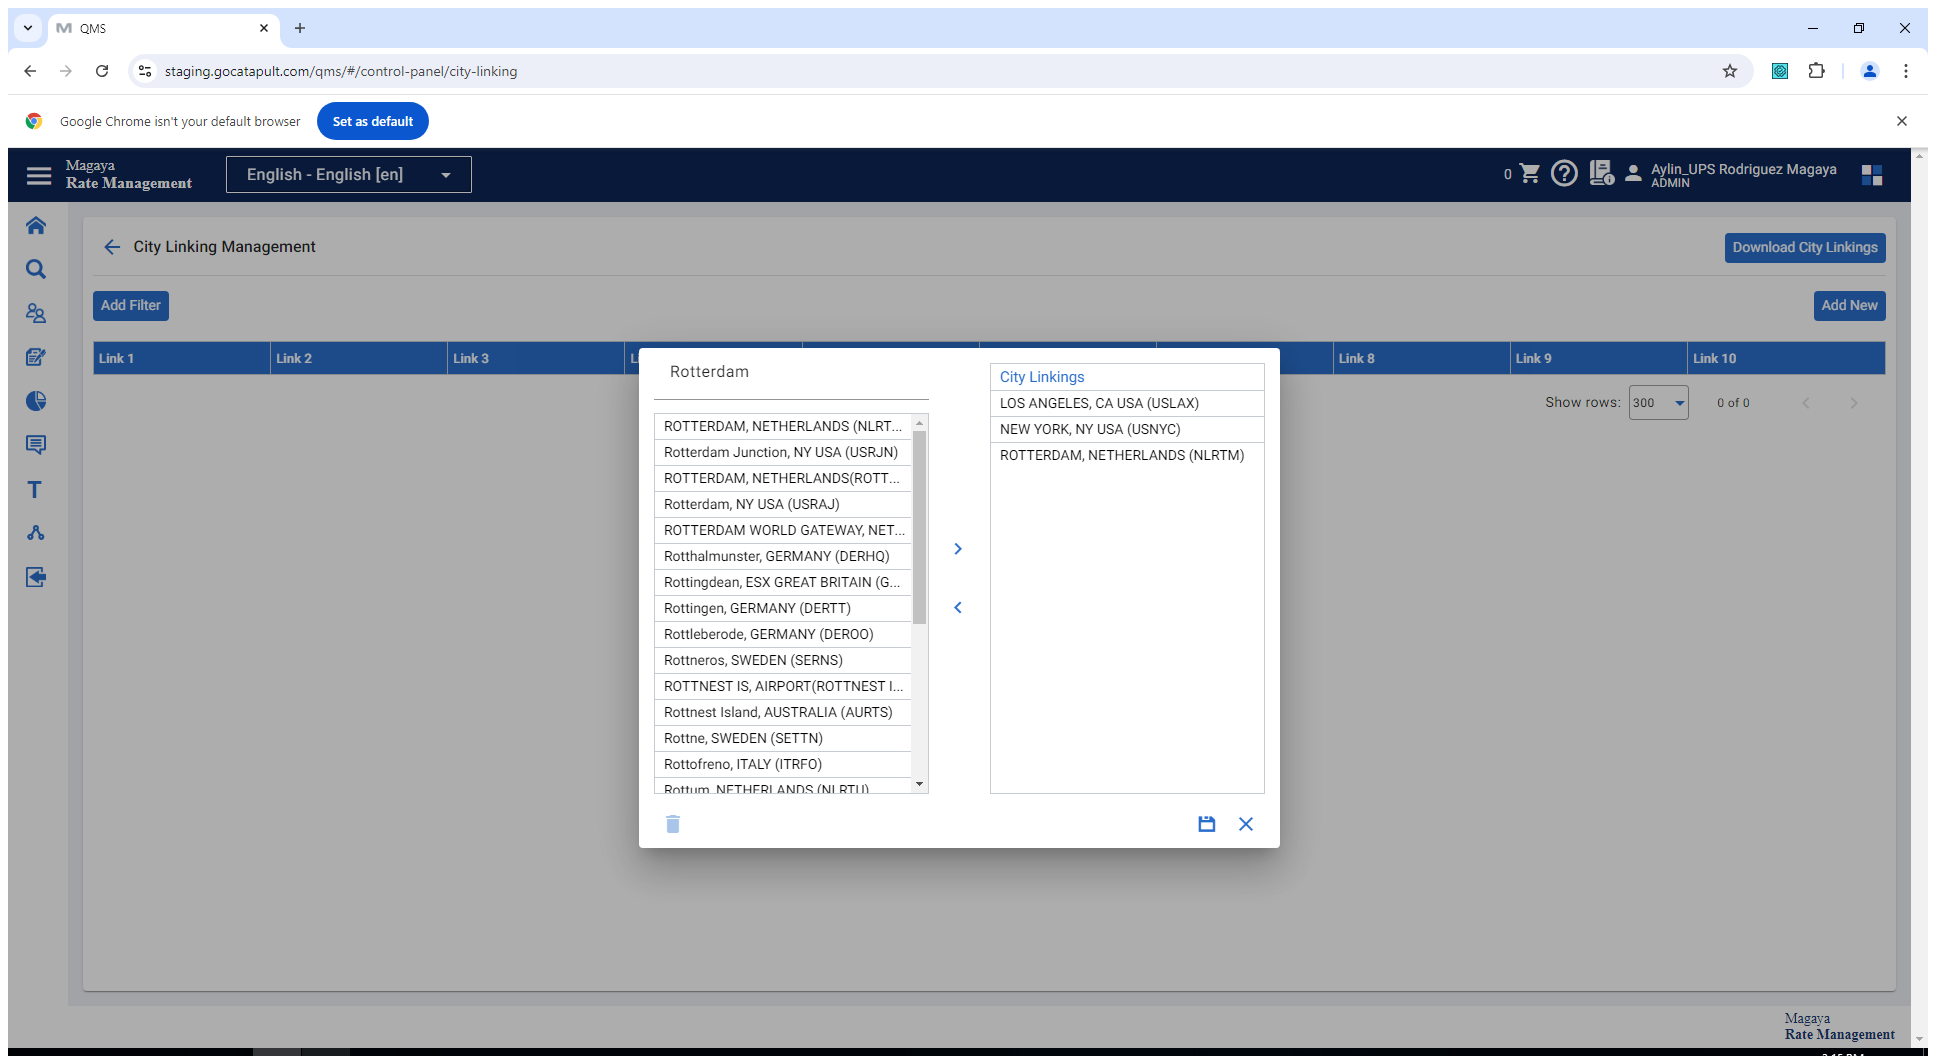 QMS
staging.gocatapult.com/qms/#/control-panel/city-linking
Google Chrome isn't your default browser
Set as default
Magaya
Rate Management
English - English [en]
0
Aylin_UPS Rodriguez Magaya
ADMIN
City Linking Management
Download City Linkings
Add Filter
Add New
Link 1
Link 2
Link 3
Link 8
Link 9
Link 10
Show rows:
300
0 of 0
Rotterdam
ROTTERDAM, NETHERLANDS (NLRT...
Rotterdam Junction, NY USA (USRJN)
ROTTERDAM, NETHERLANDS(ROTT...
Rotterdam, NY USA (USRAJ)
ROTTERDAM WORLD GATEWAY, NET...
Rotthalmunster, GERMANY (DERHQ)
Rottingdean, ESX GREAT BRITAIN (G...
Rottingen, GERMANY (DERTT)
Rottleberode, GERMANY (DEROO)
Rottneros, SWEDEN (SERNS)
ROTTNEST IS, AIRPORT(ROTTNEST I...
Rottnest Island, AUSTRALIA (AURTS)
Rottne, SWEDEN (SETTN)
Rottofreno, ITALY (ITRFO)
Rottum, NETHERLANDS (NLRTU)
City Linkings
LOS ANGELES, CA USA (USLAX)
NEW YORK, NY USA (USNYC)
ROTTERDAM, NETHERLANDS (NLRTM)
Magaya
Rate Management